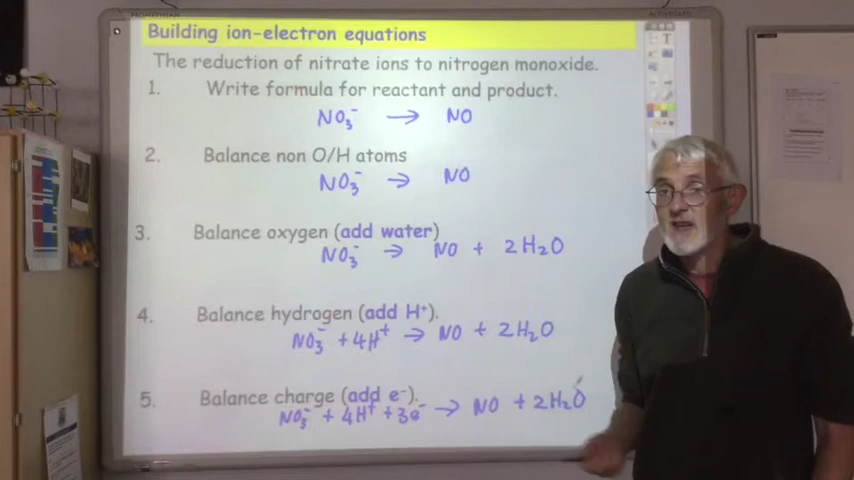 Building ion-electron equations
The reduction of nitrate ions to nitrogen monoxide.
1. Write formula for reactant and product.
NO₃⁻ → NO
2. Balance non O/H atoms
NO₃⁻ → NO
3. Balance oxygen (add water)
NO₃⁻ → NO + 2H₂O
4. Balance hydrogen (add H⁺).
NO₃⁻ + 4H⁺ → NO + 2H₂O
5. Balance charge (add e⁻).
NO₃⁻ + 4H⁺ + 3e⁻ → NO + 2H₂O